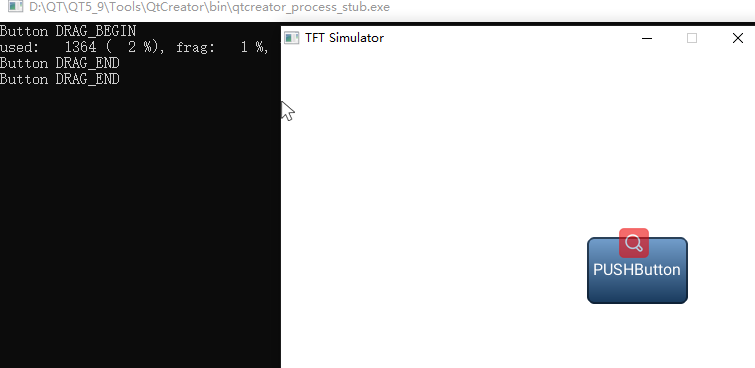 D:\QT\QT5_9\Tools\QtCreator\bin\qtcreator_process_stub.exe
Button DRAG_BEGIN
used:   1364 (  2 %), frag:   1 %,
Button DRAG_END
Button DRAG_END
TFT Simulator
PUSHButton